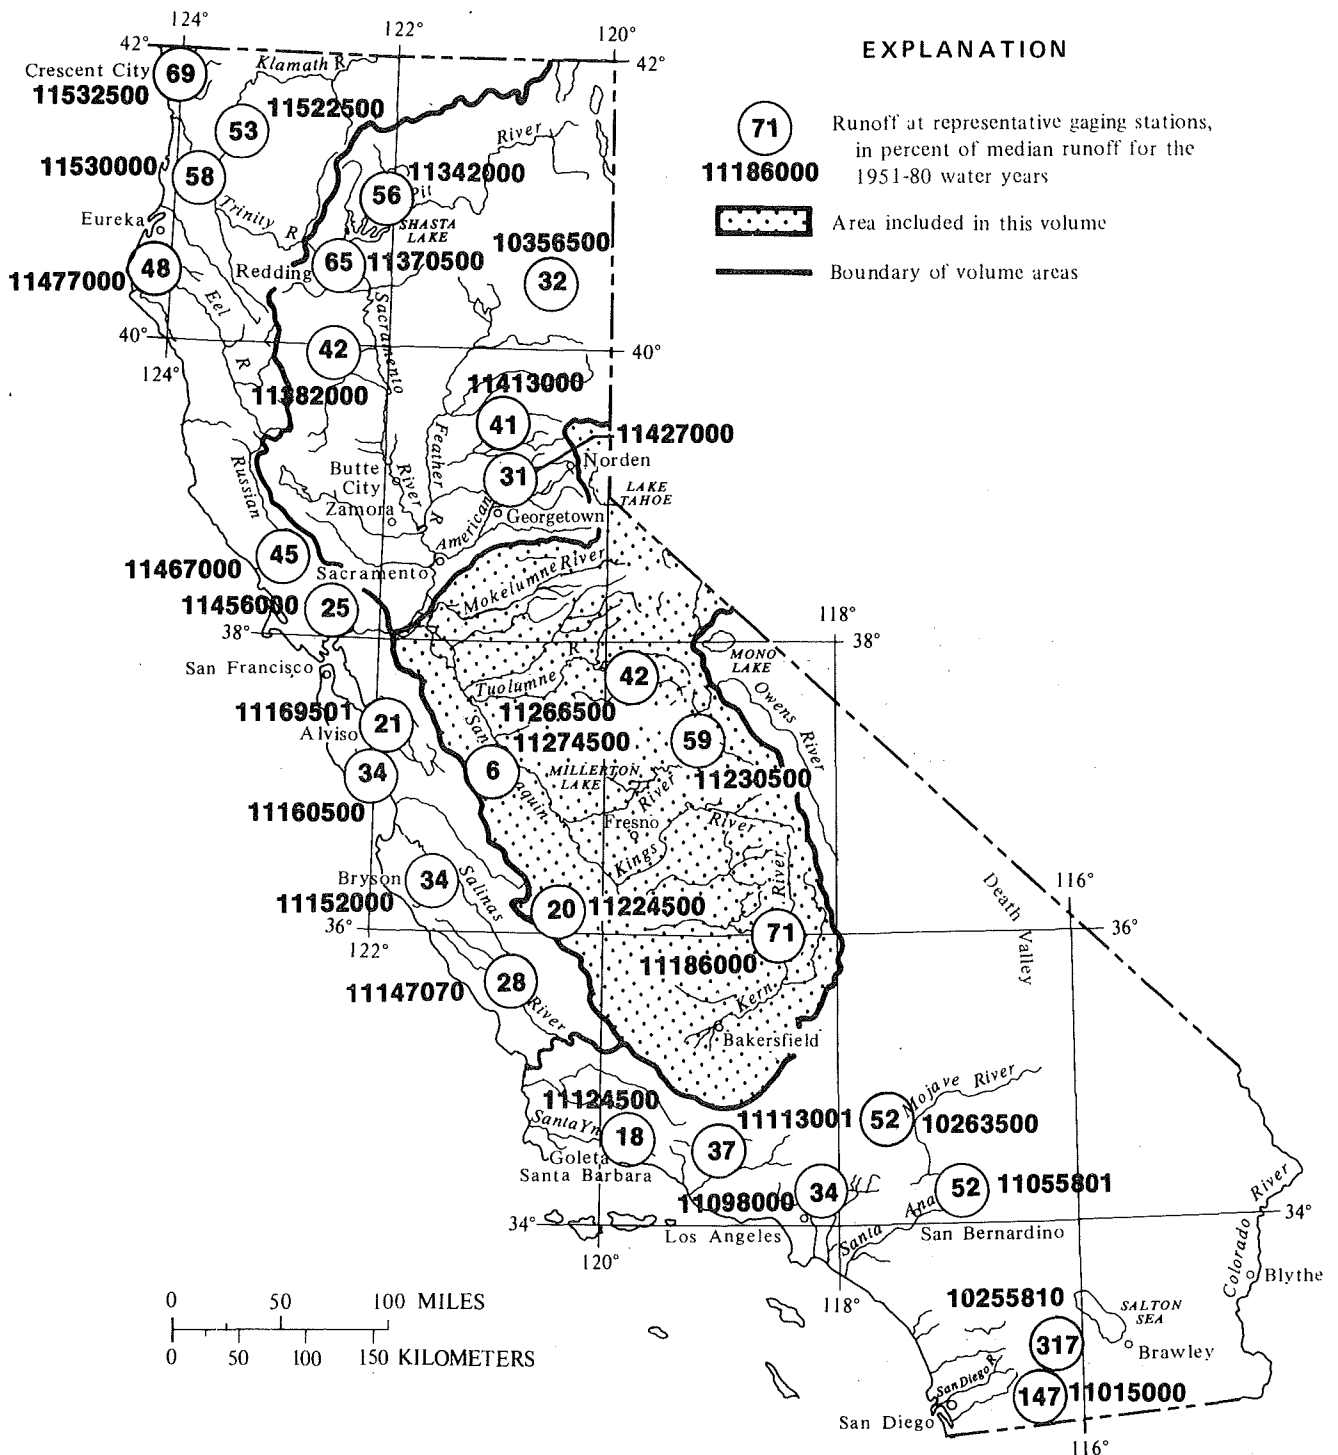 124°
122°
120°
42°
42°
EXPLANATION
Crescent City
69
11532500
Klamath R
11522500
53
71
11186000
Runoff at representative gaging stations,
in percent of median runoff for the
1951-80 water years
Area included in this volume
Boundary of volume areas
River
11530000
58
11342000
56
Pit
Trinity R
SHASTA
LAKE
Eureka
10356500
32
48
11477000
Redding
65
11370500
Eel
R
Sacramento
River
40°
40°
124°
42
11382000
11413000
41
11427000
Feather
R
Norden
31
Butte
City
Zamora
LAKE
TAHOE
American
Georgetown
Russian
45
11467000
Sacramento
Mokelumne River
11456000
25
38°
118°
38°
San Francisco
R
Tuolumne
42
MONO
LAKE
Owens River
11266500
11169501
Alviso
21
San
11274500
59
6
MILLERTON
LAKE
11230500
34
11160500
aquin
River
Fresno
River
Kings
Bryson
34
Salinas
11152000
River
20
11224500
71
11186000
116°
Death
Valley
36°
36°
122°
28
11147070
River
Kern
Bakersfield
11124500
Santa Yn
18
Goleta
Santa Barbara
11113001
37
52
Mojave River
10263500
11098000
34
52
11055801
Santa Ana
San Bernardino
Los Angeles
34°
34°
120°
118°
Colorado
River
Blythe
0 50 100 MILES
0 50 100 150 KILOMETERS
10255810
SALTON
SEA
317
Brawley
San Diego R
147
11015000
San Diego
116°